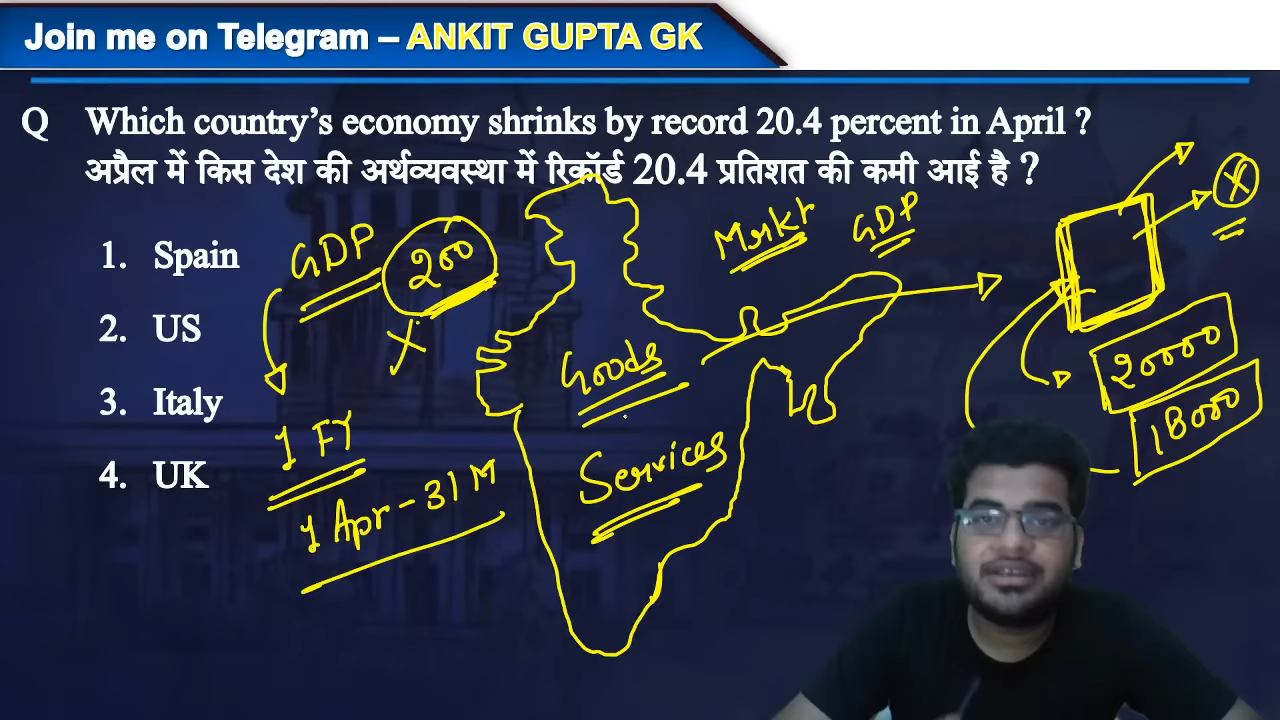 Join me on Telegram – ANKIT GUPTA GK
Q Which country’s economy shrinks by record 20.4 percent in April ?
अप्रैल में किस देश की अर्थव्यवस्था में रिकॉर्ड 20.4 प्रतिशत की कमी आई है ?
1. Spain
2. US
3. Italy
4. UK
GDP
200
X
1 FY
1 Apr - 31 M
Goods
Services
Mrkt
GDP
X
20000
18000